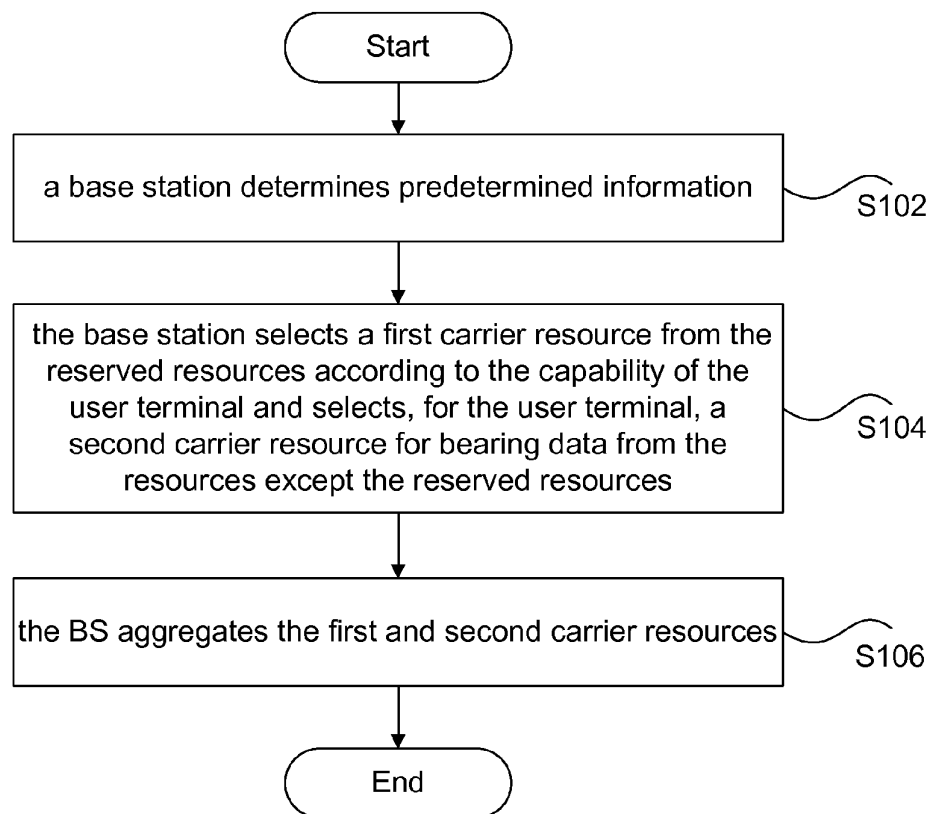 Start
a base station determines predetermined information
S102
the base station selects a first carrier resource from the
reserved resources according to the capability of the
user terminal and selects, for the user terminal, a
second carrier resource for bearing data from the
resources except the reserved resources
S104
the BS aggregates the first and second carrier resources
S106
End